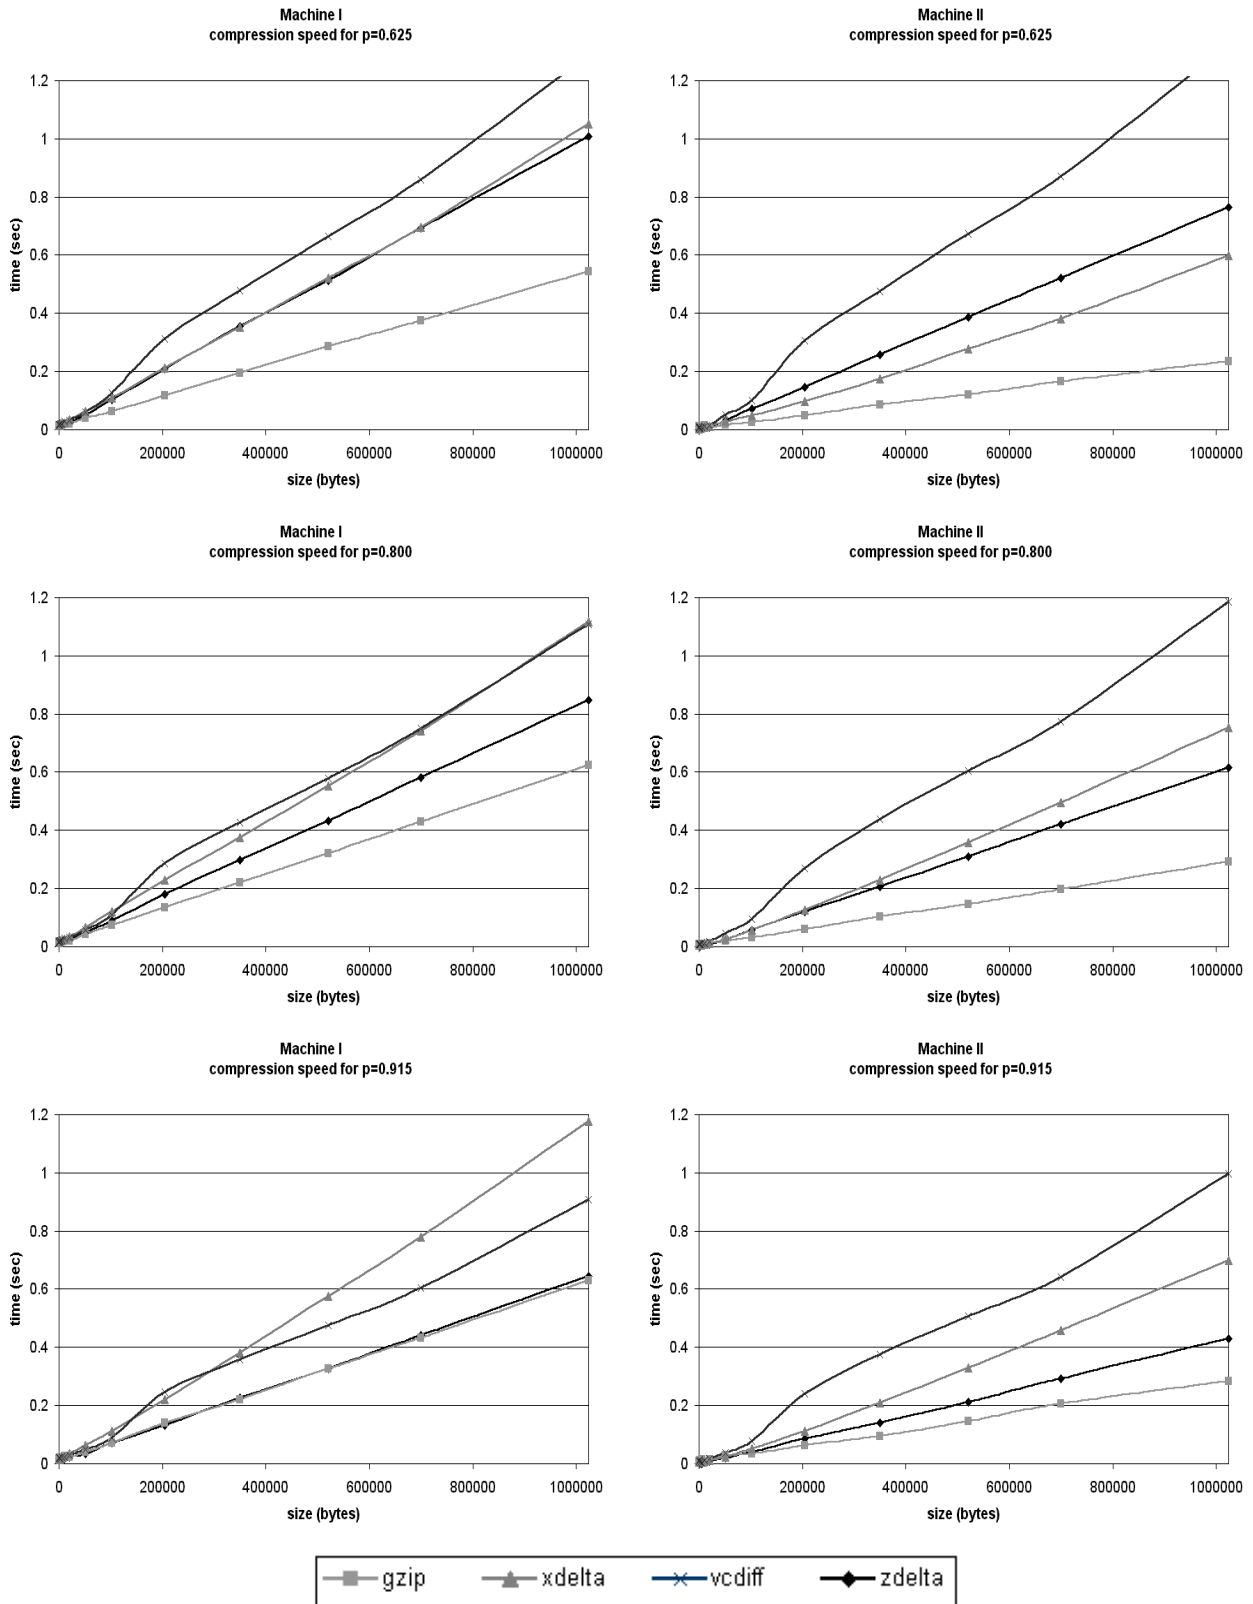 Machine I
compression speed for p=0.625
1.2
1
0.8
0.6
0.4
0.2
0
time (sec)
0 200000 400000 600000 800000 1000000
size (bytes)
Machine II
compression speed for p=0.625
1.2
1
0.8
0.6
0.4
0.2
0
time (sec)
0 200000 400000 600000 800000 1000000
size (bytes)
Machine I
compression speed for p=0.800
1.2
1
0.8
0.6
0.4
0.2
0
time (sec)
0 200000 400000 600000 800000 1000000
size (bytes)
Machine II
compression speed for p=0.800
1.2
1
0.8
0.6
0.4
0.2
0
time (sec)
0 200000 400000 600000 800000 1000000
size (bytes)
Machine I
compression speed for p=0.915
1.2
1
0.8
0.6
0.4
0.2
0
time (sec)
0 200000 400000 600000 800000 1000000
size (bytes)
Machine II
compression speed for p=0.915
1.2
1
0.8
0.6
0.4
0.2
0
time (sec)
0 200000 400000 600000 800000 1000000
size (bytes)
gzip xdelta vcdiff zdelta